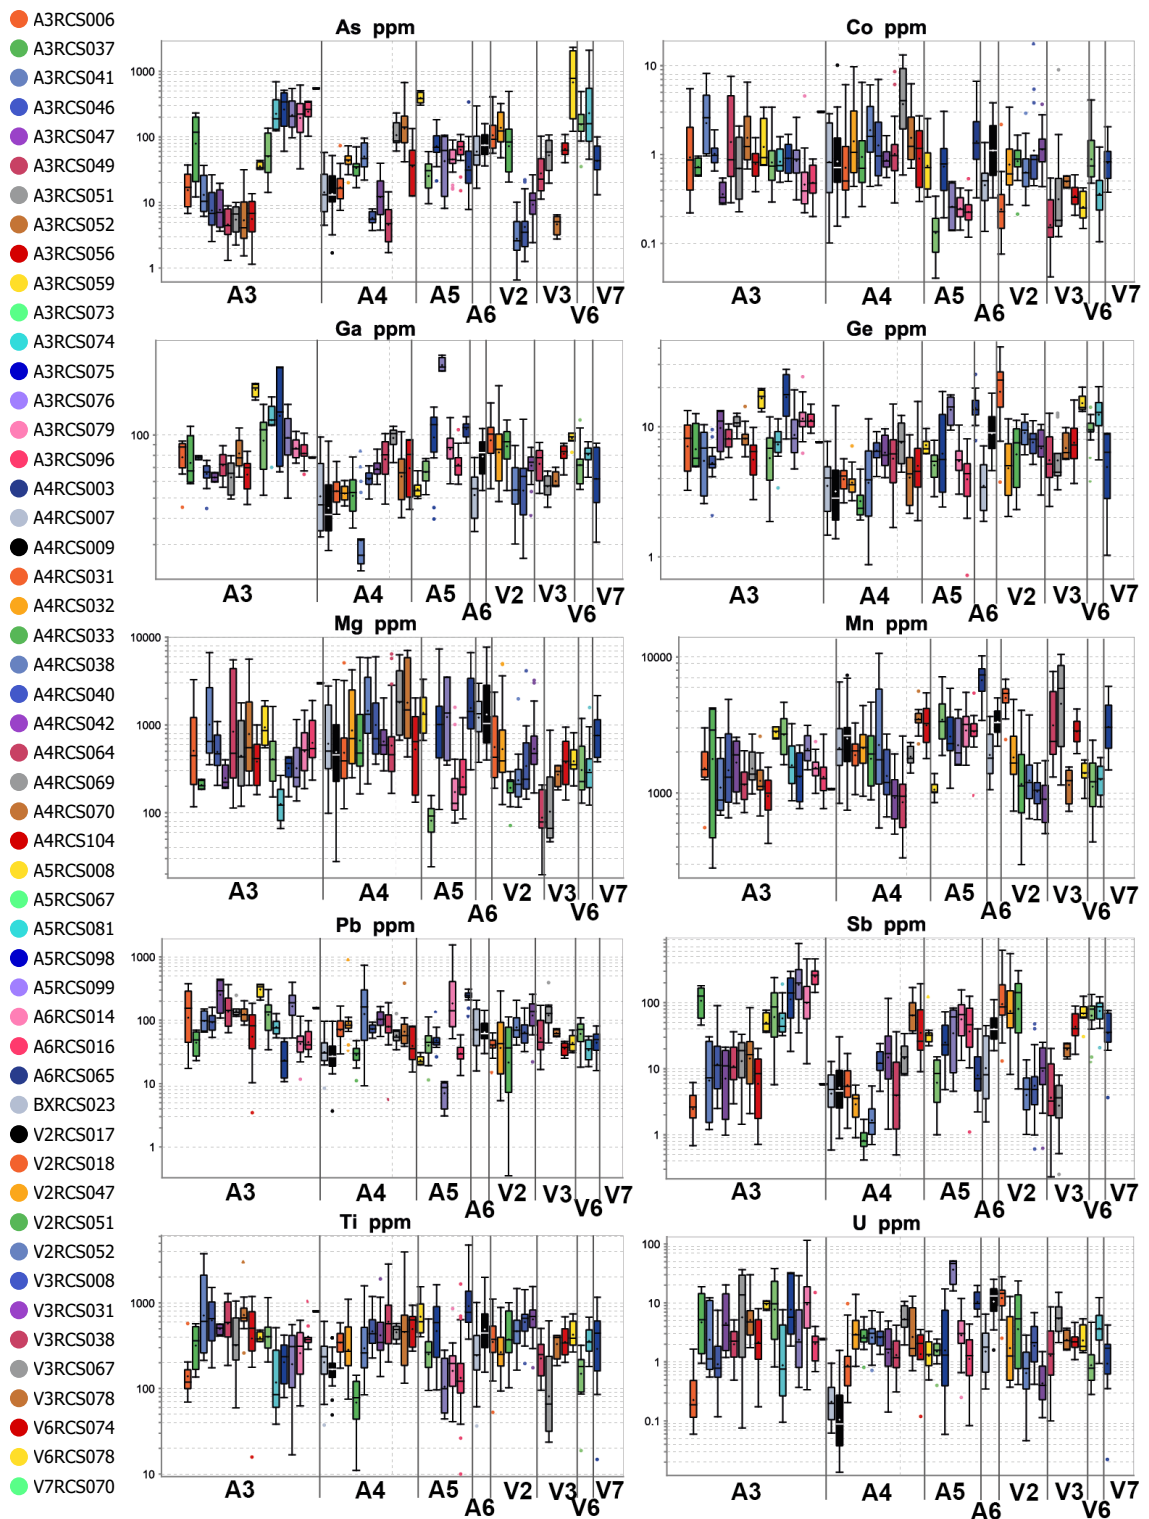 A3RCS006
A3RCS037
A3RCS041
A3RCS046
A3RCS047
A3RCS049
A3RCS051
A3RCS052
A3RCS056
A3RCS059
A3RCS073
A3RCS074
A3RCS075
A3RCS076
A3RCS079
A3RCS096
A4RCS003
A4RCS007
A4RCS009
A4RCS031
A4RCS032
A4RCS033
A4RCS038
A4RCS040
A4RCS042
A4RCS064
A4RCS069
A4RCS070
A4RCS104
A5RCS008
A5RCS067
A5RCS081
A5RCS098
A5RCS099
A6RCS014
A6RCS016
A6RCS065
BXRCS023
V2RCS017
V2RCS018
V2RCS047
V2RCS051
V2RCS052
V3RCS008
V3RCS031
V3RCS038
V3RCS067
V3RCS078
V6RCS074
V6RCS078
V7RCS070
As ppm
1000
100
10
1
A3 A4 A5 A6 V2 V3 V6 V7
Co ppm
10
1
0.1
A3 A4 A5 A6 V2 V3 V6 V7
Ga ppm
100
A3 A4 A5 A6 V2 V3 V6 V7
Ge ppm
10
1
A3 A4 A5 A6 V2 V3 V6 V7
Mg ppm
10000
1000
100
A3 A4 A5 A6 V2 V3 V6 V7
Mn ppm
10000
1000
A3 A4 A5 A6 V2 V3 V6 V7
Pb ppm
1000
100
10
1
A3 A4 A5 A6 V2 V3 V6 V7
Sb ppm
100
10
1
A3 A4 A5 A6 V2 V3 V6 V7
Ti ppm
1000
100
10
A3 A4 A5 A6 V2 V3 V6 V7
U ppm
100
10
1
0.1
A3 A4 A5 A6 V2 V3 V6 V7